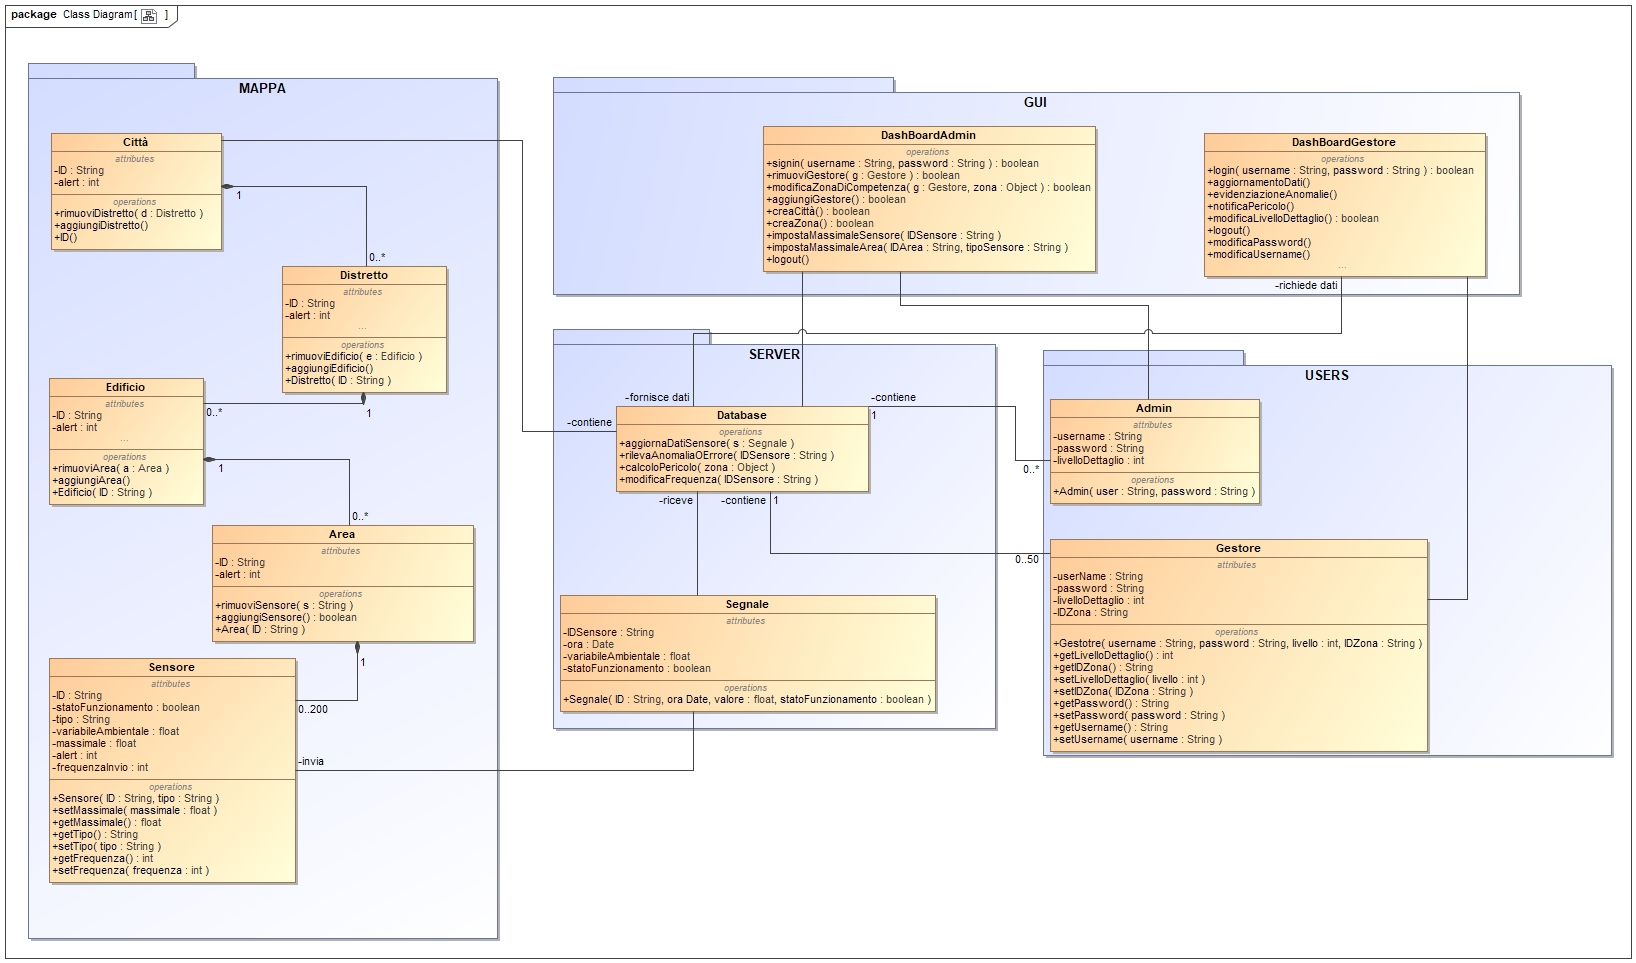 package Class Diagram [ ]
MAPPA
Città
attributes
-ID : String
-alert : int
operations
+rimuoviDistretto( d : Distretto )
+aggiungiDistretto()
+ID()
1
0..*
Distretto
attributes
-ID : String
-alert : int
...
operations
+rimuoviEdificio( e : Edificio )
+aggiungiEdificio()
+Distretto( ID : String )
1
0..*
Edificio
attributes
-ID : String
-alert : int
...
operations
+rimuoviArea( a : Area )
+aggiungiArea()
+Edificio( ID : String )
1
0..*
Area
attributes
-ID : String
-alert : int
operations
+rimuoviSensore( s : String )
+aggiungiSensore() : boolean
+Area( ID : String )
1
0..200
Sensore
attributes
-ID : String
-statoFunzionamento : boolean
-tipo : String
-variabileAmbientale : float
-massimale : float
-alert : int
-frequenzaInvio : int
operations
+Sensore( ID : String, tipo : String )
+setMassimale( massimale : float )
+getMassimale() : float
+getTipo() : String
+setTipo( tipo : String )
+getFrequenza() : int
+setFrequenza( frequenza : int )
-invia
GUI
DashBoardAdmin
operations
+signin( username : String, password : String ) : boolean
+rimuoviGestore( g : Gestore ) : boolean
+modificaZonaDiCompetenza( g : Gestore, zona : Object ) : boolean
+aggiungiGestore() : boolean
+creaCittà() : boolean
+creaZona() : boolean
+impostaMassimaleSensore( IDSensore : String )
+impostaMassimaleArea( IDArea : String, tipoSensore : String )
+logout()
DashBoardGestore
operations
+login( username : String, password : String ) : boolean
+aggiornamentoDati()
+evidenziazioneAnomalie()
+notificaPericolo()
+modificaLivelloDettaglio() : boolean
+logout()
+modificaPassword()
+modificaUsername()
...
-richiede dati
SERVER
-fornisce dati
-contiene
-contiene
1
0..*
Database
operations
+aggiornaDatiSensore( s : Segnale )
+rilevaAnomaliaOErrore( IDSensore : String )
+calcoloPericolo( zona : Object )
+modificaFrequenza( IDSensore : String )
-riceve
-contiene
1
0..50
Segnale
attributes
-IDSensore : String
-ora : Date
-variabileAmbientale : float
-statoFunzionamento : boolean
operations
+Segnale( ID : String, ora Date, valore : float, statoFunzionamento : boolean )
USERS
Admin
attributes
-username : String
-password : String
-livelloDettaglio : int
operations
+Admin( user : String, password : String )
Gestore
attributes
-userName : String
-password : String
-livelloDettaglio : int
-IDZona : String
operations
+Gestotre( username : String, password : String, livello : int, IDZona : String )
+getLivelloDettaglio() : int
+getIDZona() : String
+setLivelloDettaglio( livello : int )
+setIDZona( IDZona : String )
+getPassword() : String
+setPassword( password : String )
+getUsername() : String
+setUsername( username : String )